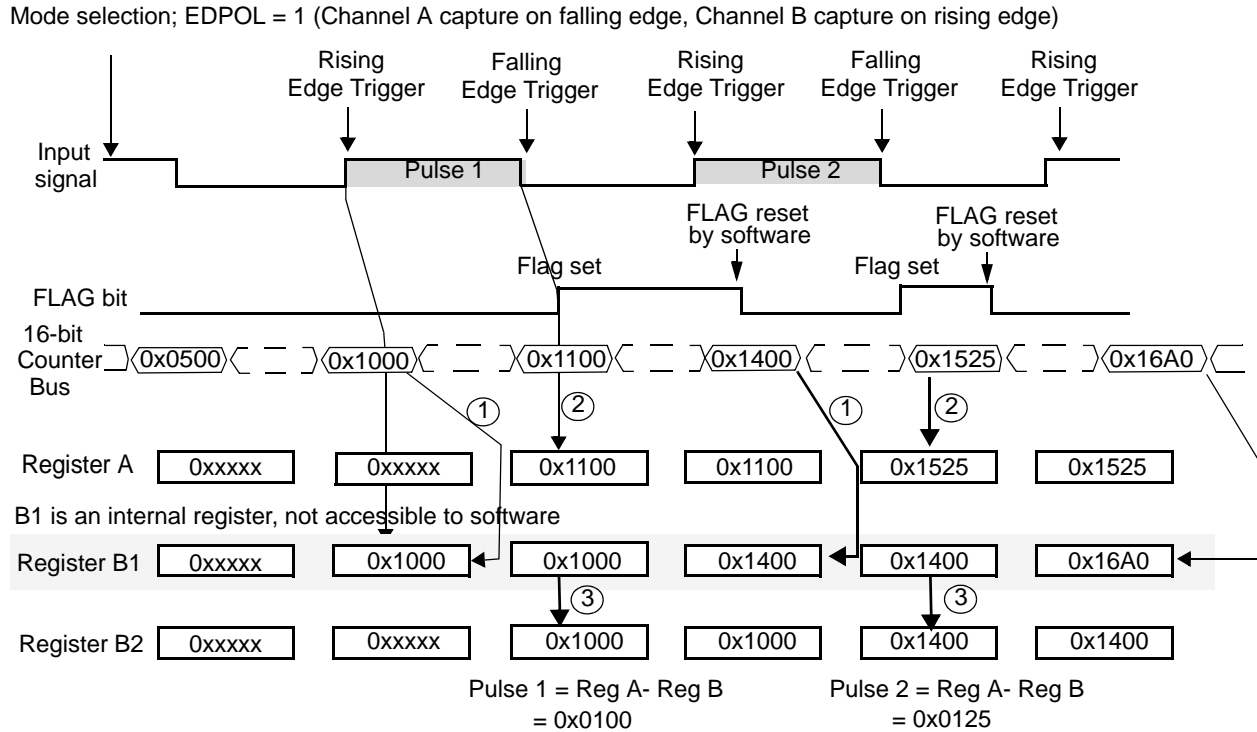 Mode selection; EDPOL = 1 (Channel A capture on falling edge, Channel B capture on rising edge)
Rising
Edge Trigger
Falling
Edge Trigger
Rising
Edge Trigger
Falling
Edge Trigger
Rising
Edge Trigger
Input
signal
Pulse 1
Pulse 2
FLAG reset
by software
FLAG reset
by software
Flag set
Flag set
FLAG bit
16-bit
Counter
Bus
0x0500
0x1000
0x1100
0x1400
0x1525
0x16A0
1
2
1
2
Register A
0xxxxx
0xxxxx
0x1100
0x1100
0x1525
0x1525
B1 is an internal register, not accessible to software
Register B1
0xxxxx
0x1000
0x1000
0x1400
0x1400
0x16A0
3
3
Register B2
0xxxxx
0xxxxx
0x1000
0x1000
0x1400
0x1400
Pulse 1 = Reg A- Reg B
= 0x0100
Pulse 2 = Reg A- Reg B
= 0x0125